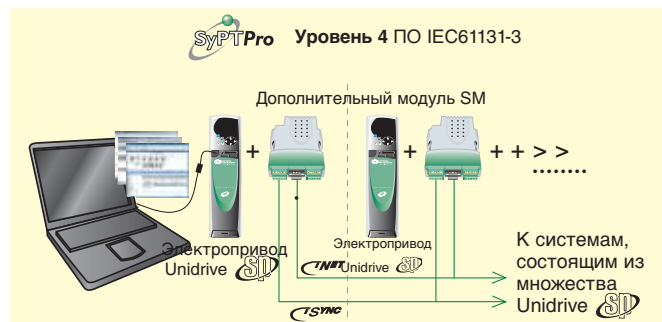 SyPTPro Уровень 4 ПО IEC61131-3
Дополнительный модуль SM
+ + + + > >
........
Электропривод
Unidrive SP
Электропривод
Unidrive SP
CTNET
CTSYNC
К системам,
состоящим из
множества
Unidrive SP